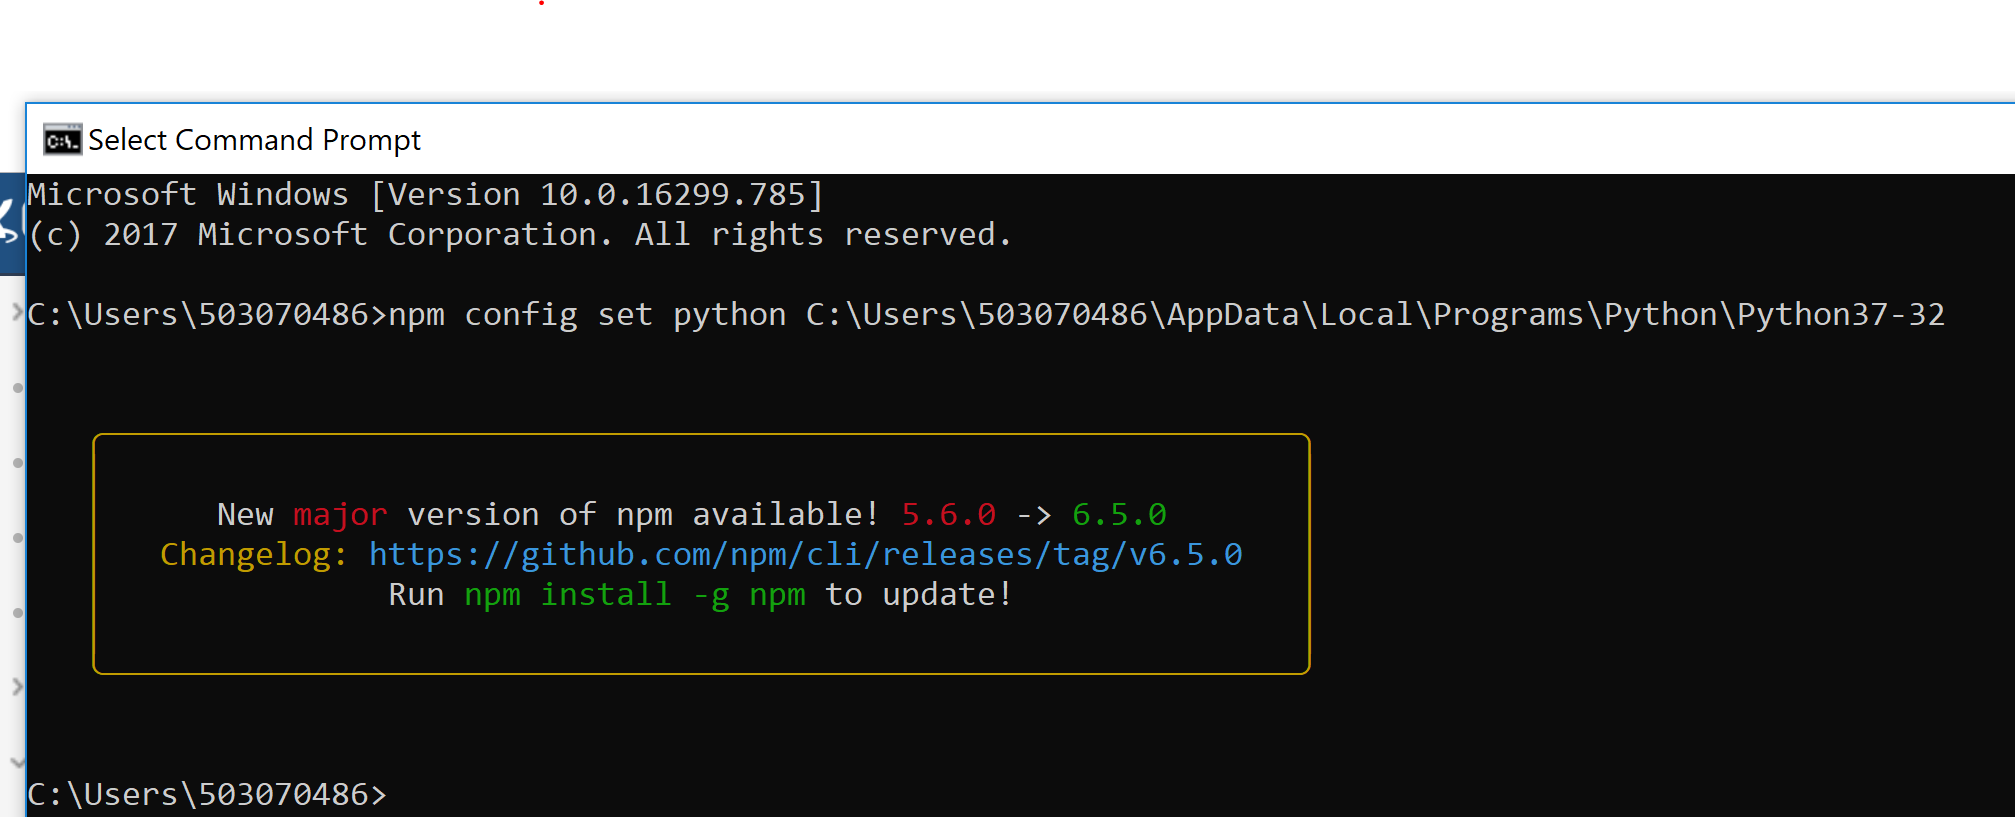 Select Command Prompt
Microsoft Windows [Version 10.0.16299.785]
(c) 2017 Microsoft Corporation. All rights reserved.
C:\Users\503070486>npm config set python C:\Users\503070486\AppData\Local\Programs\Python\Python37-32
New major version of npm available! 5.6.0 -> 6.5.0
Changelog: https://github.com/npm/cli/releases/tag/v6.5.0
Run npm install -g npm to update!
C:\Users\503070486>